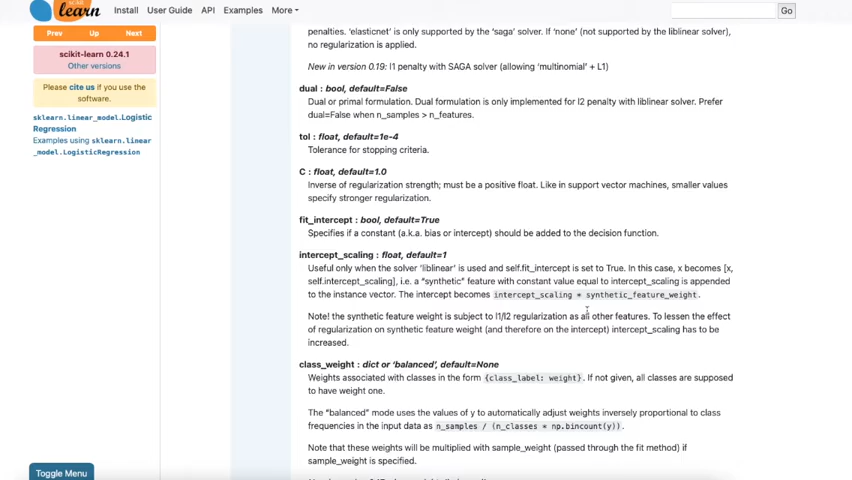 scikit
learn
Install
User Guide
API
Examples
More
Go
Prev
Up
Next
scikit-learn 0.24.1
Other versions
Please cite us if you use the
software.
sklearn.linear_model.Logistic
Regression
Examples using sklearn.linear
_model.LogisticRegression
Toggle Menu
penalties. ‘elasticnet’ is only supported by the ‘saga’ solver. If ‘none’ (not supported by the liblinear solver),
no regularization is applied.
New in version 0.19: l1 penalty with SAGA solver (allowing ‘multinomial’ + L1)
dual : bool, default=False
Dual or primal formulation. Dual formulation is only implemented for l2 penalty with liblinear solver. Prefer
dual=False when n_samples > n_features.
tol : float, default=1e-4
Tolerance for stopping criteria.
C : float, default=1.0
Inverse of regularization strength; must be a positive float. Like in support vector machines, smaller values
specify stronger regularization.
fit_intercept : bool, default=True
Specifies if a constant (a.k.a. bias or intercept) should be added to the decision function.
intercept_scaling : float, default=1
Useful only when the solver ‘liblinear’ is used and self.fit_intercept is set to True. In this case, x becomes [x,
self.intercept_scaling], i.e. a “synthetic” feature with constant value equal to intercept_scaling is appended
to the instance vector. The intercept becomes intercept_scaling * synthetic_feature_weight.
Note! the synthetic feature weight is subject to l1/l2 regularization as all other features. To lessen the effect
of regularization on synthetic feature weight (and therefore on the intercept) intercept_scaling has to be
increased.
class_weight : dict or ‘balanced’, default=None
Weights associated with classes in the form {class_label: weight}. If not given, all classes are supposed
to have weight one.
The “balanced” mode uses the values of y to automatically adjust weights inversely proportional to class
frequencies in the input data as n_samples / (n_classes * np.bincount(y)).
Note that these weights will be multiplied with sample_weight (passed through the fit method) if
sample_weight is specified.